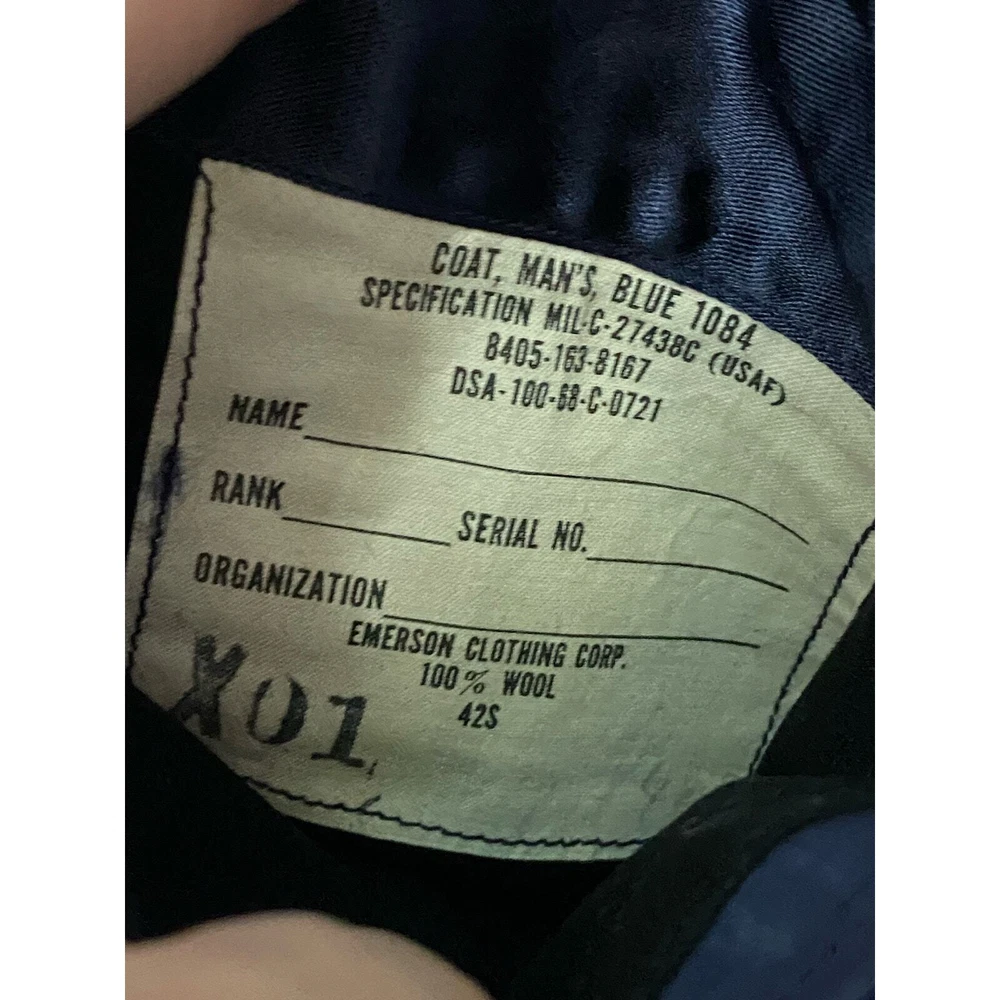 COAT, MAN'S, BLUE 1084
SPECIFICATION MIL-C-27438C (USAF)
8405-163-8167
DSA-100-68-C-0721
NAME
RANK SERIAL NO.
ORGANIZATION
EMERSON CLOTHING CORP.
100% WOOL
42S
X01